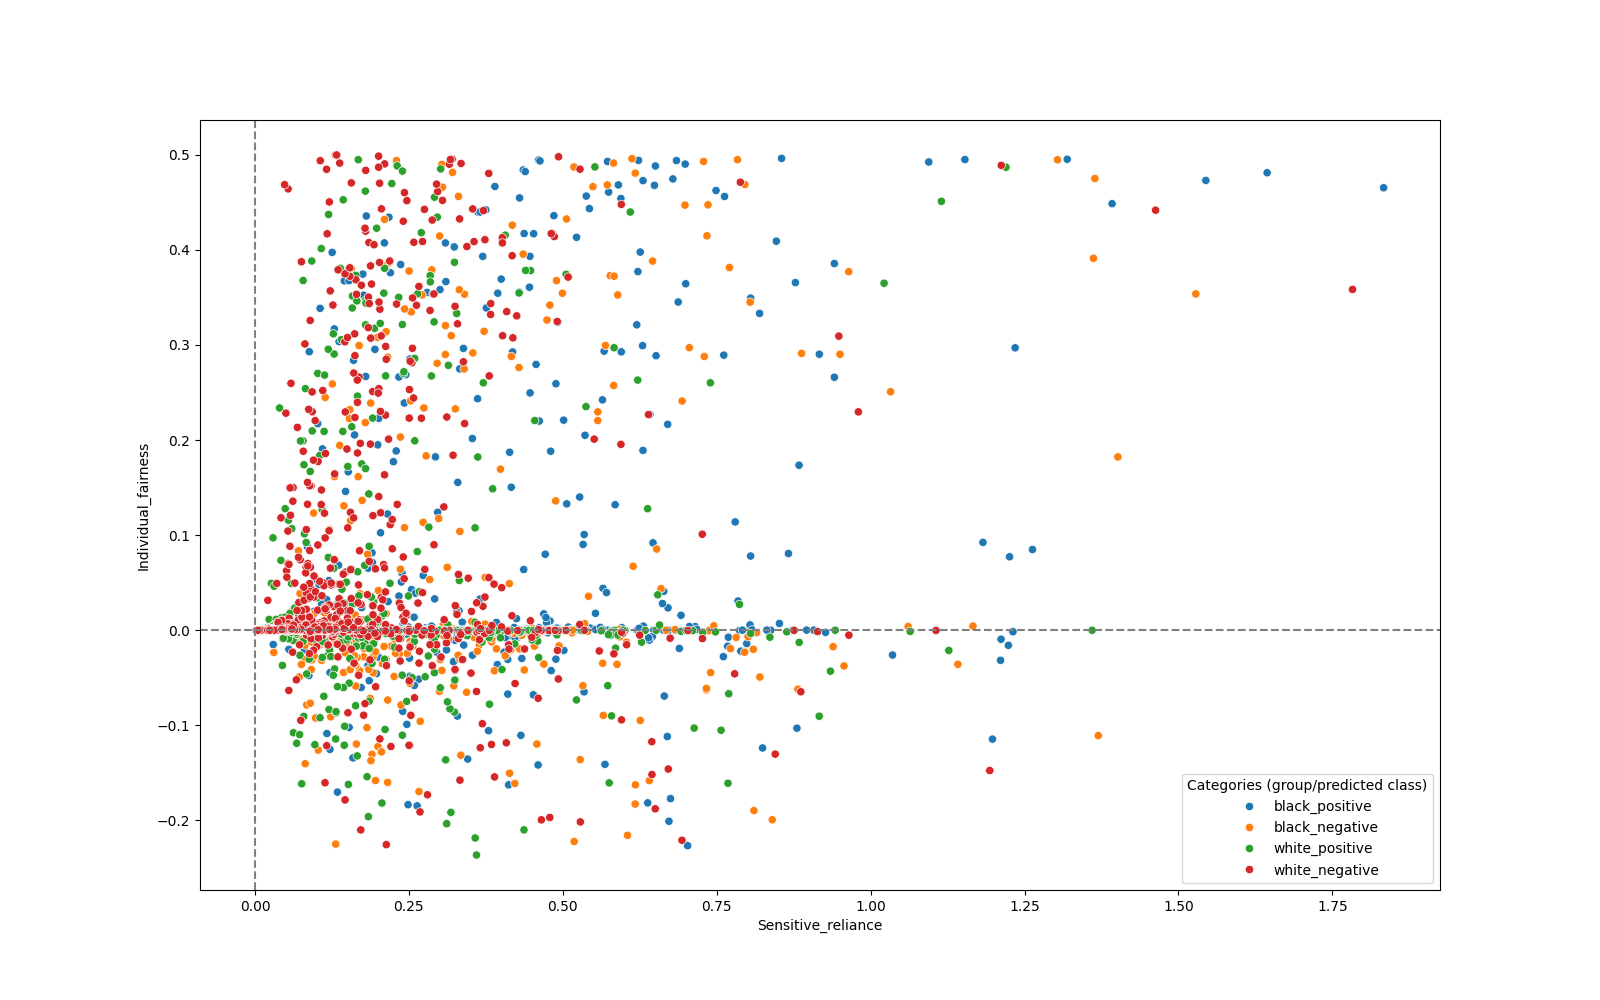 0.5
0.4
0.3
0.2
0.1
0.0
−0.1
−0.2
Individual_fairness
0.00 0.25 0.50 0.75 1.00 1.25 1.50 1.75
Sensitive_reliance
Categories (group/predicted class)
black_positive
black_negative
white_positive
white_negative